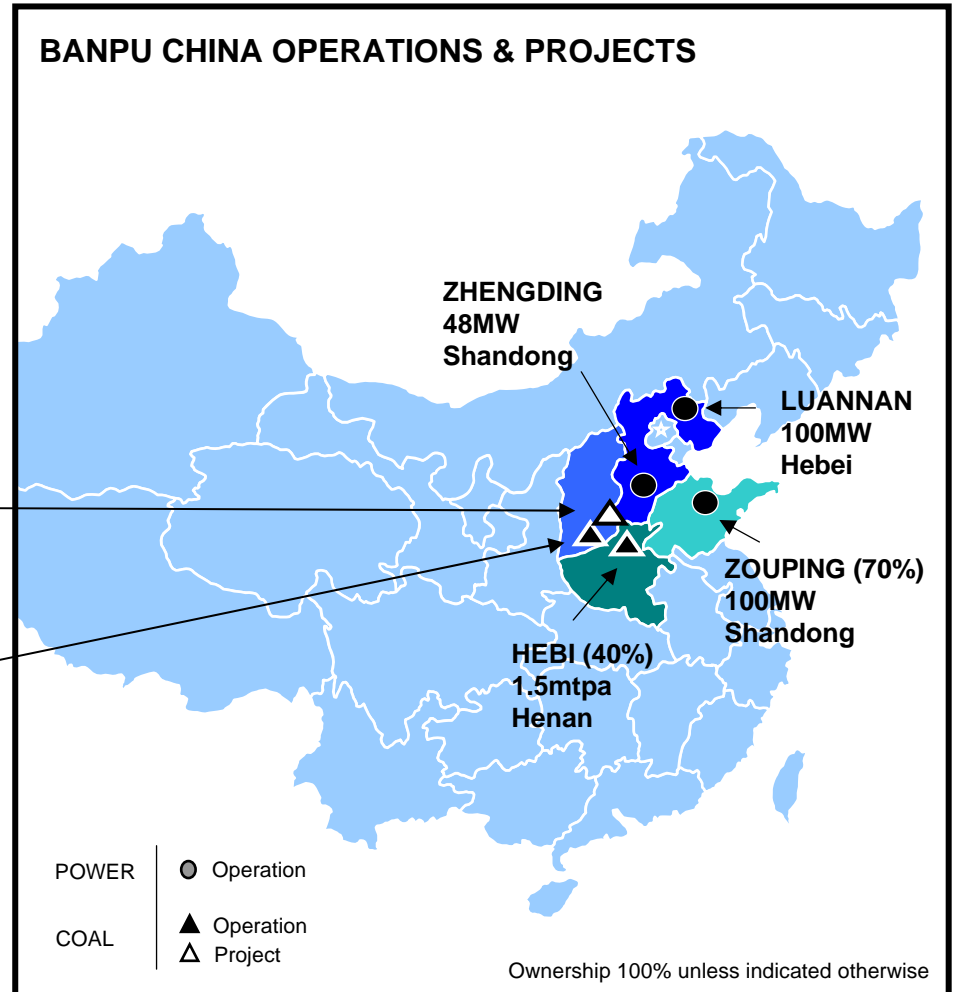 BANPU CHINA OPERATIONS & PROJECTS
ZHENGDING
48MW
Shandong
LUANNAN
100MW
Hebei
ZOUPING (70%)
100MW
Shandong
HEBI (40%)
1.5mtpa
Henan
POWER
Operation
COAL
Operation
Project
Ownership 100% unless indicated otherwise